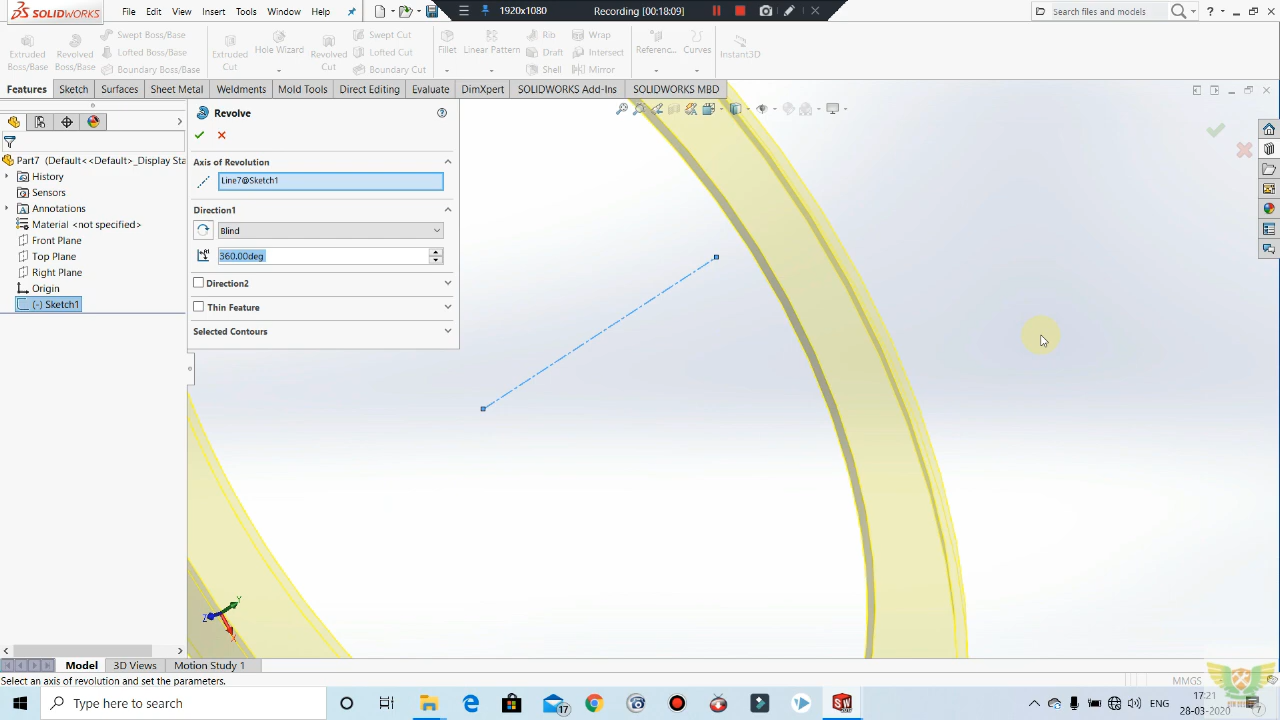 SOLIDWORKS File Edit View Insert Tools Window Help 1920x1080 Recording [00:18:09] Search files and models ?
Extruded Boss/Base Revolved Boss/Base Swept Boss/Base Extruded Cut Hole Wizard Revolved Cut Swept Cut Fillet Linear Pattern Rib Wrap Referenc... Curves Instant3D
Lofted Boss/Base Lofted Cut Draft Intersect
Boundary Boss/Base Boundary Cut Shell Mirror
Features Sketch Surfaces Sheet Metal Weldments Mold Tools Direct Editing Evaluate DimXpert SOLIDWORKS Add-Ins SOLIDWORKS MBD
Revolve
Part7 (Default<<Default>_Display Sta
History
Sensors
Annotations
Material <not specified>
Front Plane
Top Plane
Right Plane
Origin
(-) Sketch1
Axis of Revolution
Line7@Sketch1
Direction1
Blind
360.00deg
Direction2
Thin Feature
Selected Contours
Y
Z
X
Model 3D Views Motion Study 1
Select an axis of revolution and set the parameters. MMGS
Type here to search
17
ENG
17:21
28-03-2020
7